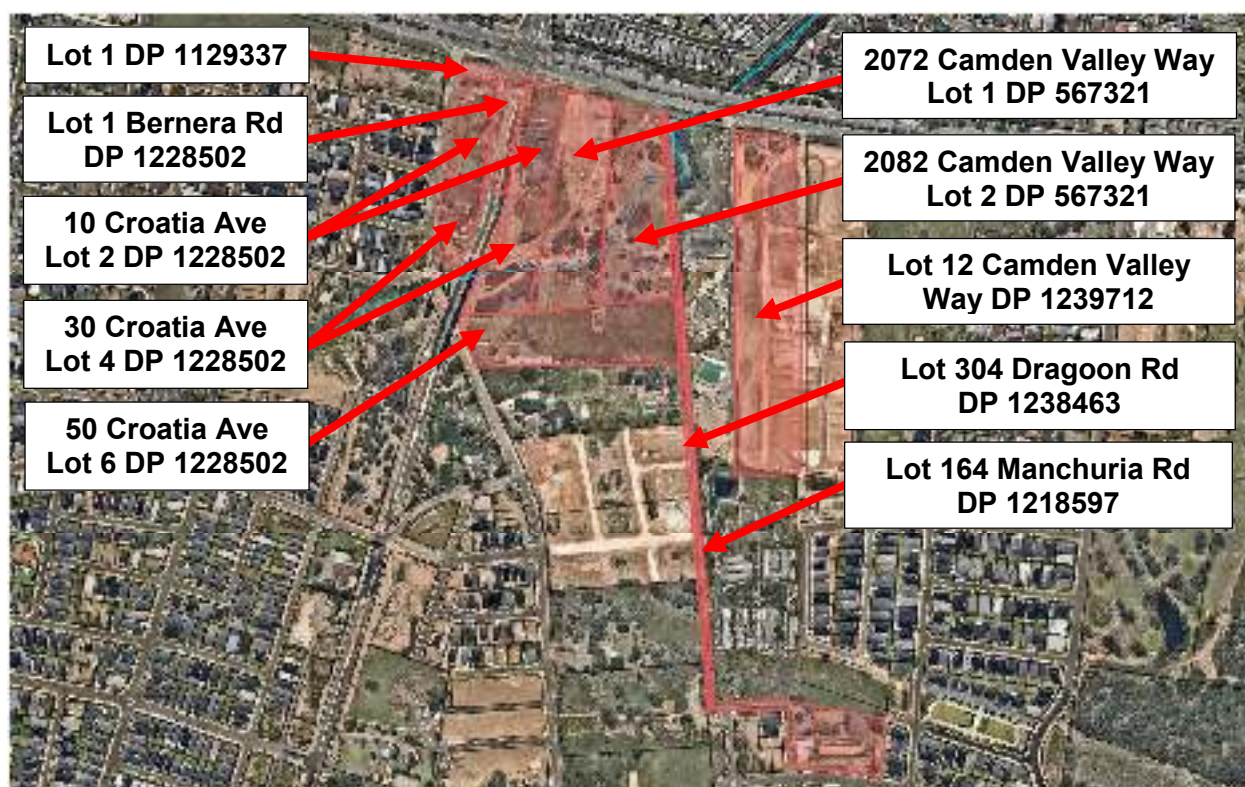 Lot 1 DP 1129337
Lot 1 Bernera Rd
DP 1228502
10 Croatia Ave
Lot 2 DP 1228502
30 Croatia Ave
Lot 4 DP 1228502
50 Croatia Ave
Lot 6 DP 1228502
2072 Camden Valley Way
Lot 1 DP 567321
2082 Camden Valley Way
Lot 2 DP 567321
Lot 12 Camden Valley
Way DP 1239712
Lot 304 Dragoon Rd
DP 1238463
Lot 164 Manchuria Rd
DP 1218597